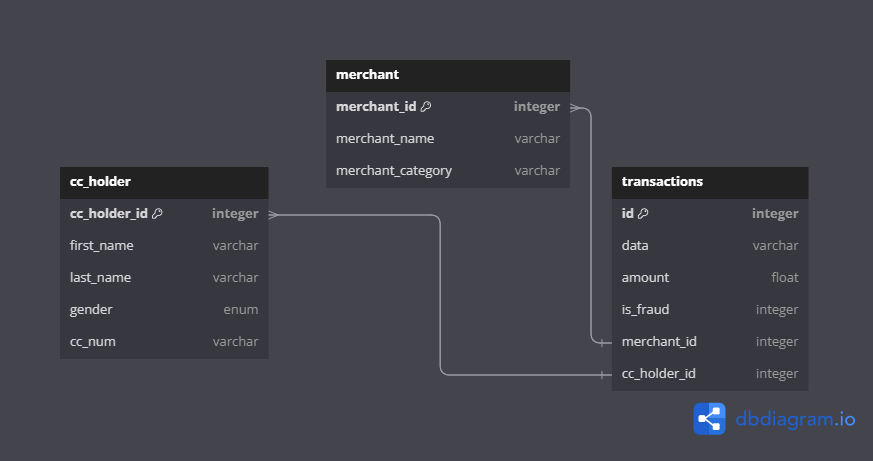 merchant
merchant_id integer
merchant_name varchar
merchant_category varchar
cc_holder
cc_holder_id integer
first_name varchar
last_name varchar
gender enum
cc_num varchar
transactions
id integer
data varchar
amount float
is_fraud integer
merchant_id integer
cc_holder_id integer
dbdiagram.io